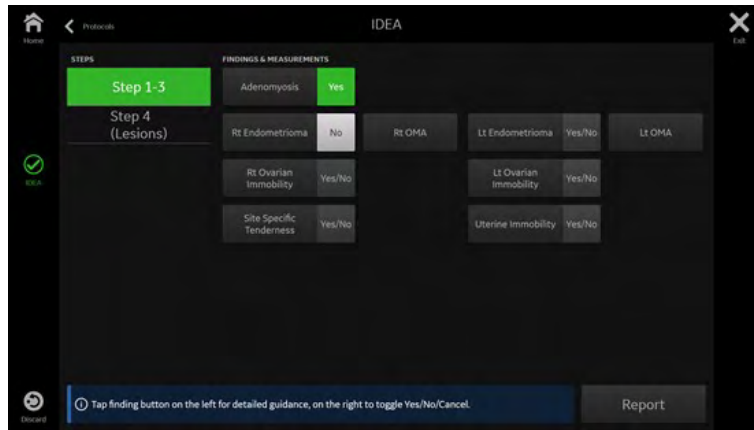 Home
Protocols
IDEA
Exit
STEPS
FINDINGS & MEASUREMENTS
Step 1-3
Adenomyosis Yes
Step 4
(Lesions)
Rt Endometrioma No Rt OMA Lt Endometrioma Yes/No Lt OMA
IDEA
Rt Ovarian
Immobility Yes/No
Lt Ovarian
Immobility Yes/No
Site Specific
Tenderness Yes/No
Uterine Immobility Yes/No
Discard
Tap finding button on the left for detailed guidance, on the right to toggle Yes/No/Cancel.
Report